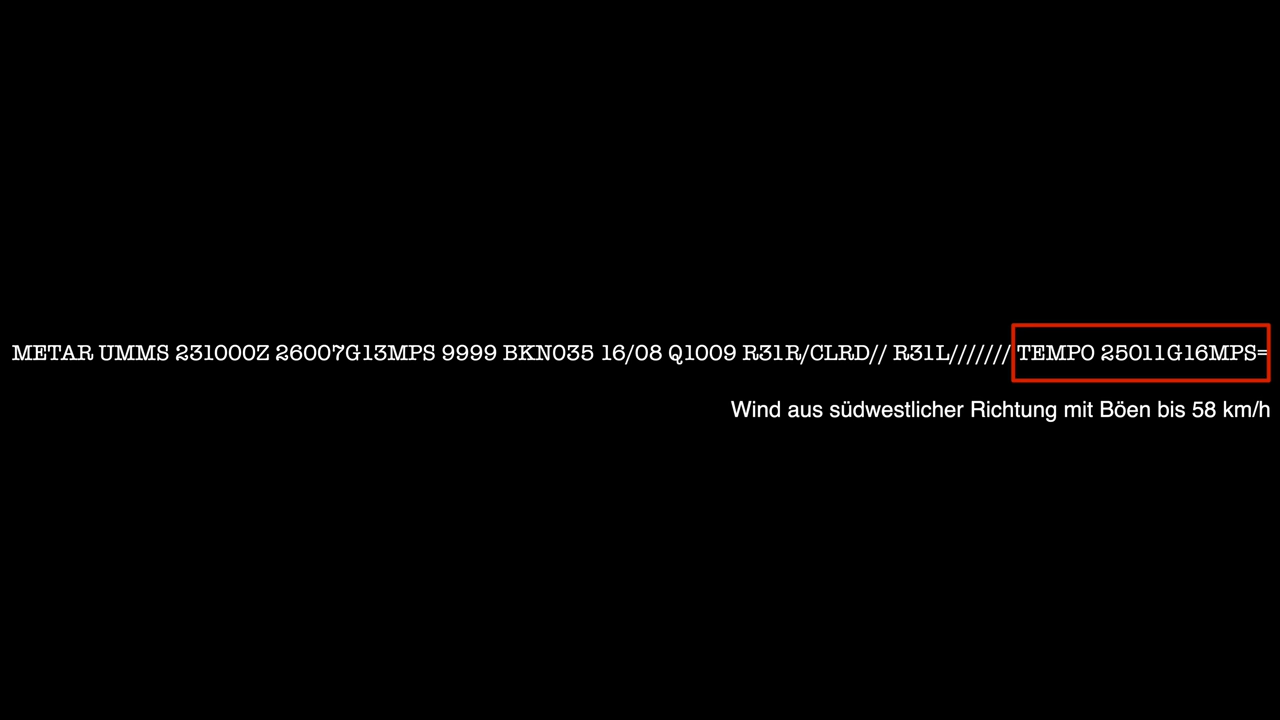 METAR UMMS 231000Z 26007G13MPS 9999 BKN035 16/08 Q1009 R31R/CLRD// R31L/////// TEMPO 25011G16MPS=
Wind aus südwestlicher Richtung mit Böen bis 58 km/h